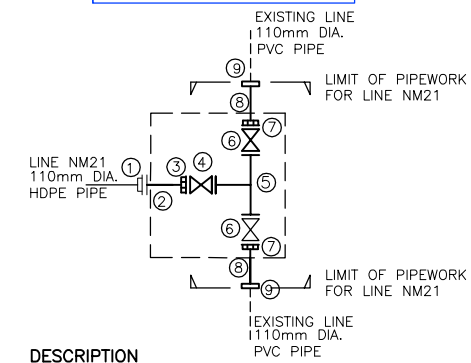 EXISTING LINE
110mm DIA.
PVC PIPE
9
LIMIT OF PIPEWORK
FOR LINE NM21
8
7
6
LINE NM21
110mm DIA.
HDPE PIPE
1
3
4
2
5
6
7
8
LIMIT OF PIPEWORK
FOR LINE NM21
9
EXISTING LINE
110mm DIA.
PVC PIPE
DESCRIPTION